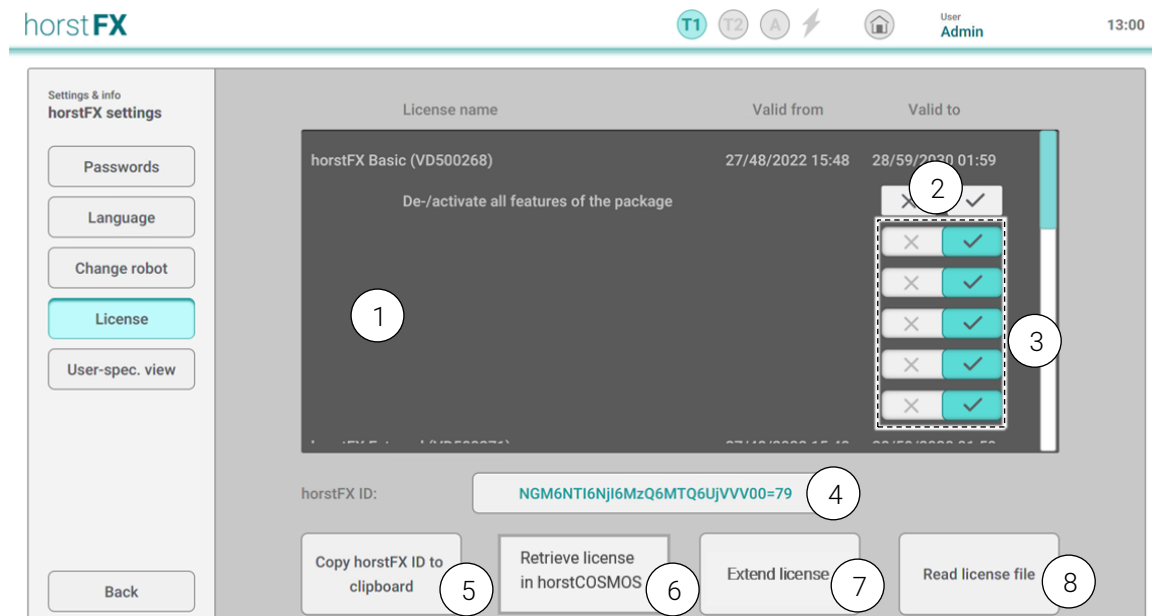 horstFX
T1 T2 A
User
Admin
13:00
Settings & info
horstFX settings
Passwords
Language
Change robot
License
User-spec. view
Back
License name Valid from Valid to
horstFX Basic (VD500268) 27/48/2022 15:48 28/59/2030 01:59
De-/activate all features of the package
2
1
3
horstFX ID: NGM6NTI6NjI6MzQ6MTQ6UjVVV00=79 4
Copy horstFX ID to
clipboard
5
Retrieve license
in horstCOSMOS
6
Extend license
7
Read license file
8